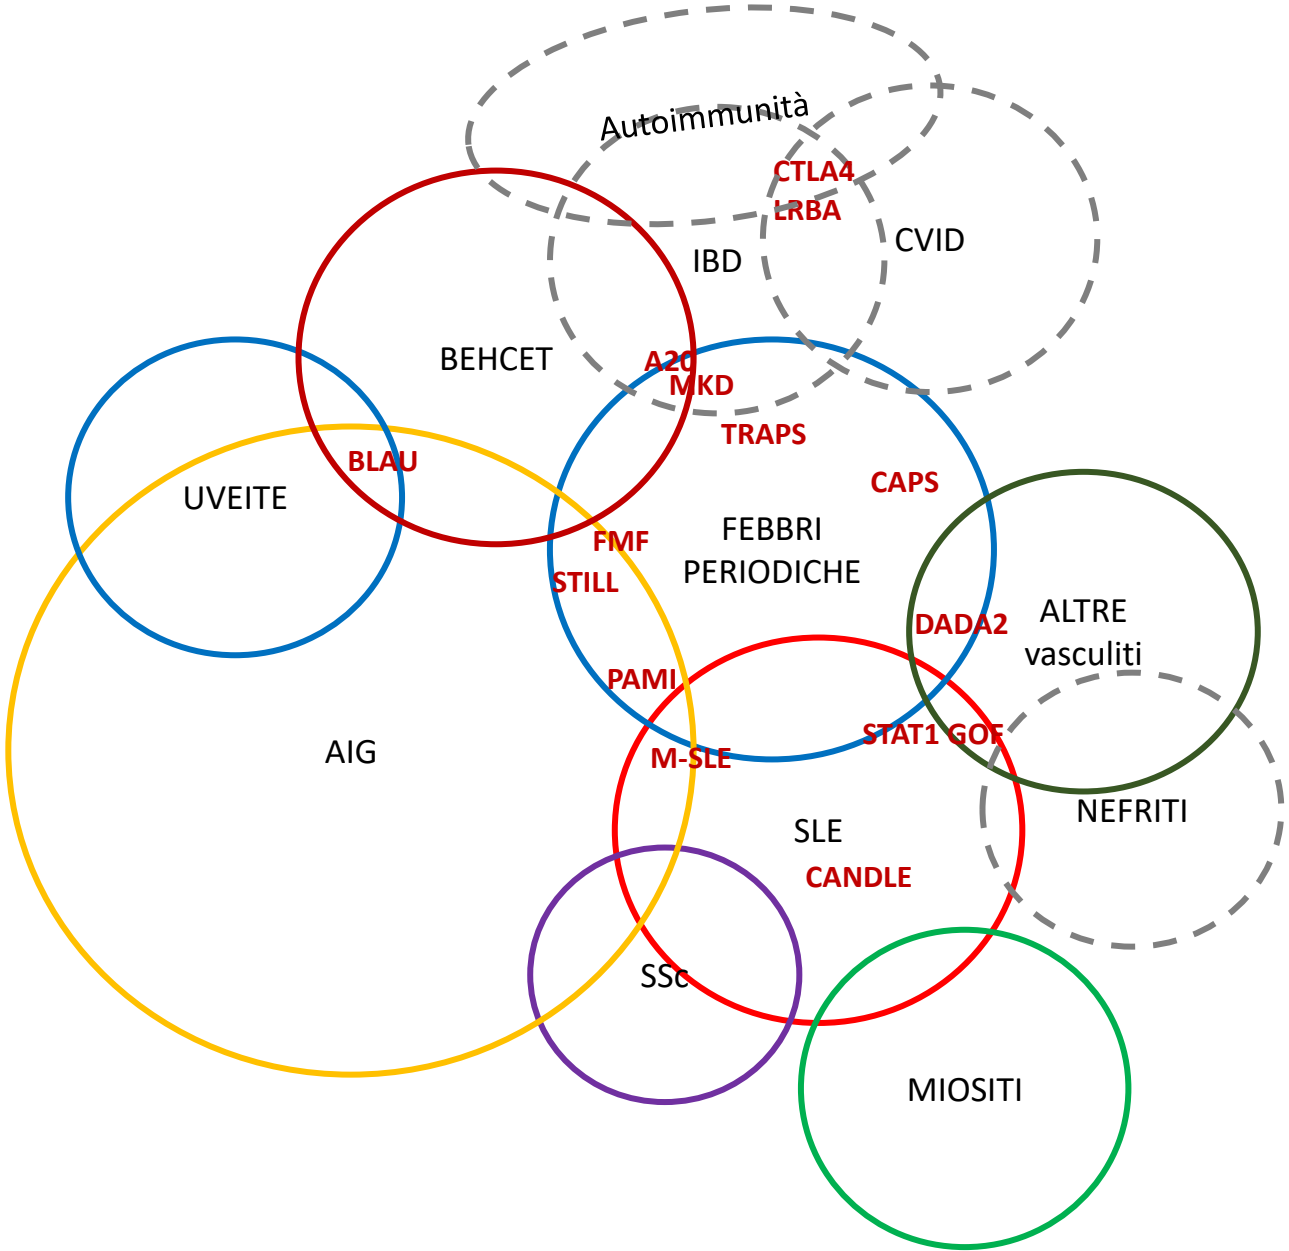 Autoimmunità
CTLA4
LRBA
CVID
IBD
BEHCET
A20
MKD
TRAPS
BLAU
CAPS
UVEITE
FEBBRI
PERIODICHE
FMF
STILL
ALTRE
vasculiti
DADA2
PAMI
STAT1 GOF
AIG
M-SLE
NEFRITI
SLE
CANDLE
SSc
MIOSITI